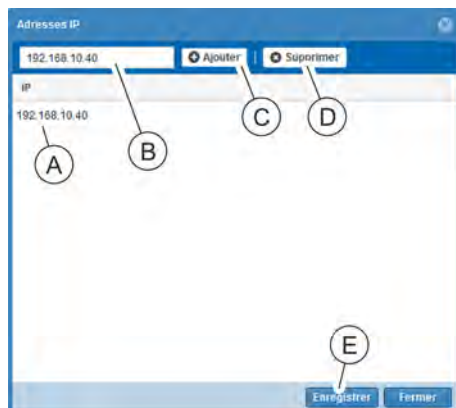 Adresses IP
192.168.10.40
Ajouter
Suporimer
IP
192.168.10.40
A
B
C
D
E
Enregistrer
Fermer